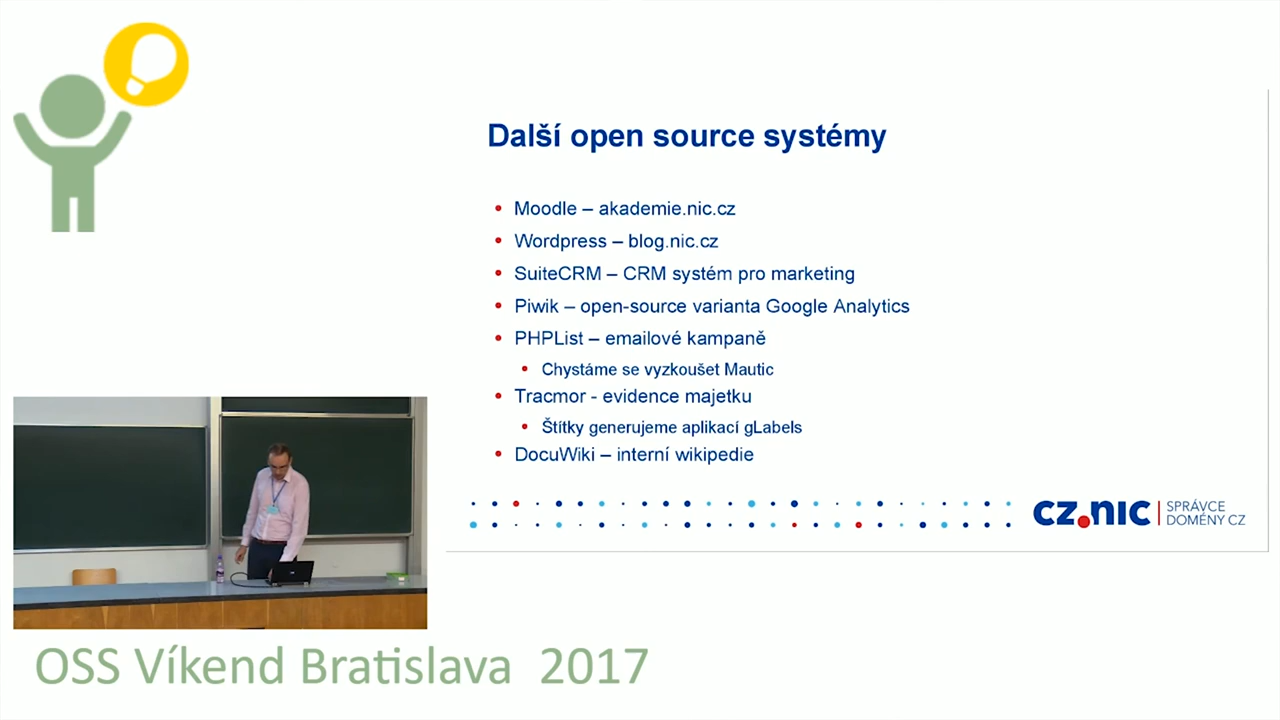 Další open source systémy
Moodle – akademie.nic.cz
Wordpress – blog.nic.cz
SuiteCRM – CRM systém pro marketing
Piwik – open-source varianta Google Analytics
PHPList – emailové kampaně
Chystáme se vyzkoušet Mautic
Tracmor - evidence majetku
Štítky generujeme aplikací gLabels
DocuWiki – interní wikipedie
cz.nic
SPRÁVCE
DOMÉNY CZ
OSS Víkend Bratislava 2017